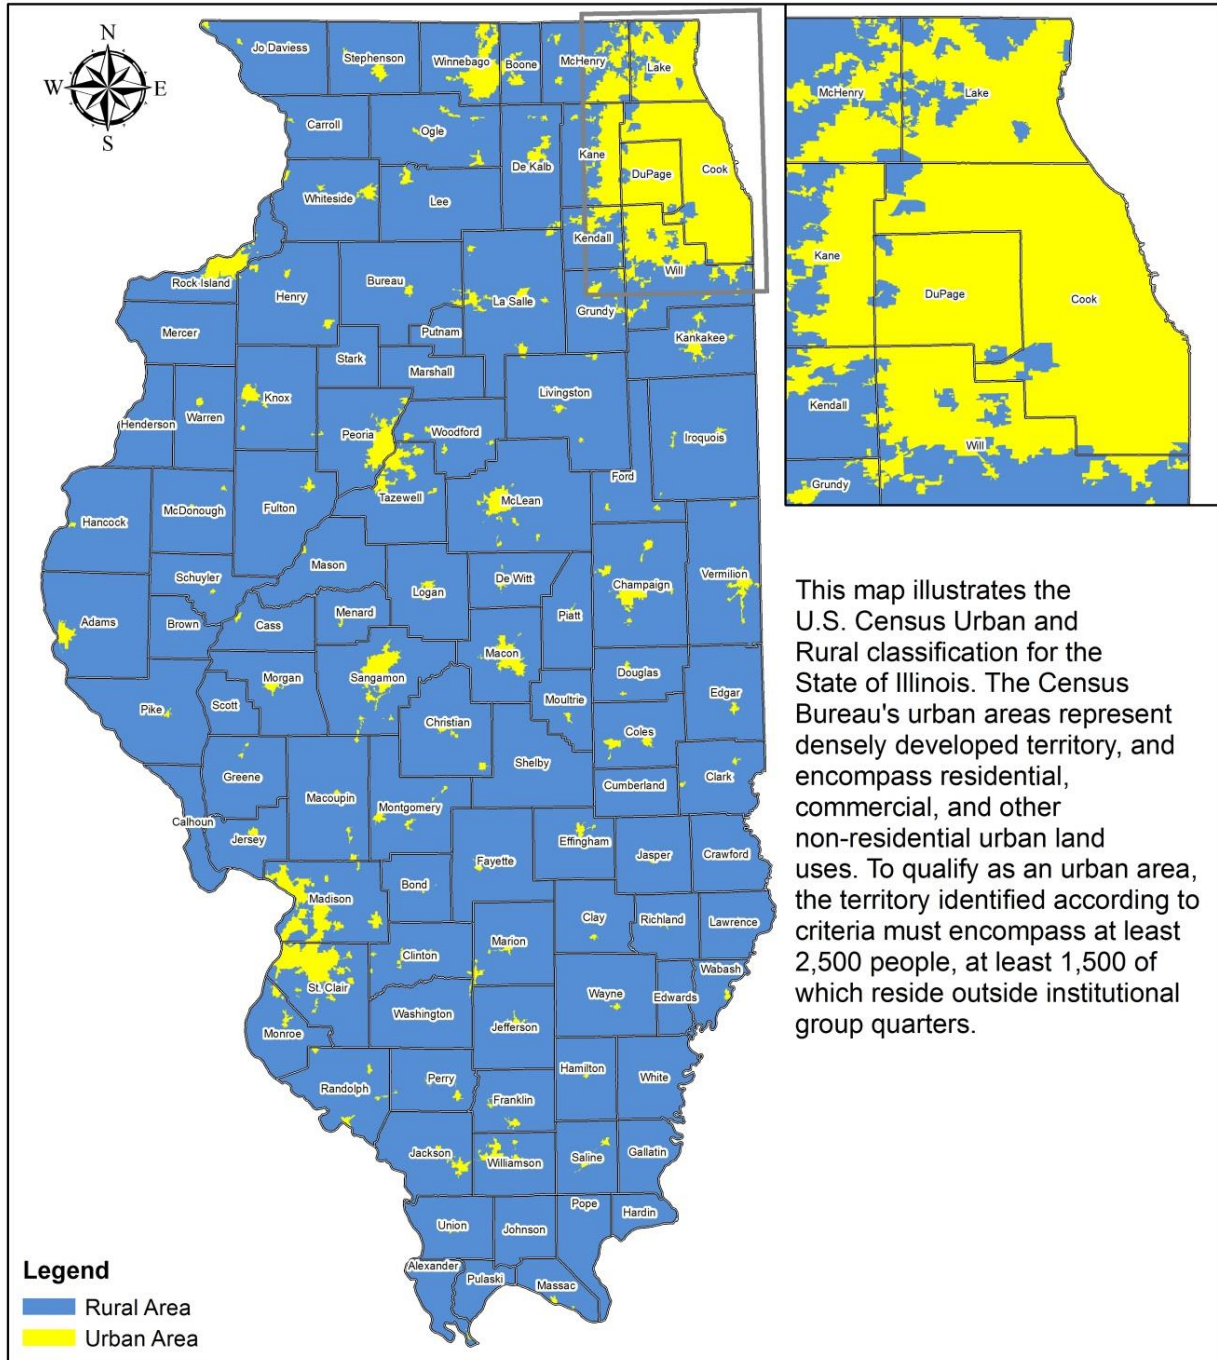 N
W
E
S
Jo Daviess
Stephenson
Winnebago
Boone
McHenry
Lake
Carroll
Ogle
De Kalb
Kane
DuPage
Cook
Whiteside
Lee
Kendall
Will
Rock Island
Henry
Bureau
La Salle
Grundy
Mercer
Putnam
Kankakee
Stark
Marshall
Henderson
Warren
Knox
Livingston
Peoria
Woodford
Iroquois
Ford
Hancock
McDonough
Fulton
Tazewell
McLean
Schuyler
Mason
Logan
De Witt
Champaign
Vermilion
Adams
Brown
Cass
Menard
Piatt
Macon
Pike
Scott
Morgan
Sangamon
Douglas
Edgar
Christian
Moultrie
Coles
Greene
Macoupin
Montgomery
Shelby
Cumberland
Clark
Calhoun
Jersey
Fayette
Effingham
Jasper
Crawford
Madison
Bond
Clay
Richland
Lawrence
Marion
St. Clair
Clinton
Wabash
Wayne
Edwards
Monroe
Washington
Jefferson
Randolph
Perry
Hamilton
White
Franklin
Jackson
Williamson
Saline
Gallatin
Union
Johnson
Pope
Hardin
Alexander
Pulaski
Massac
McHenry
Lake
Kane
DuPage
Cook
Kendall
Will
Grundy
This map illustrates the
U.S. Census Urban and
Rural classification for the
State of Illinois. The Census
Bureau's urban areas represent
densely developed territory, and
encompass residential,
commercial, and other
non-residential urban land
uses. To qualify as an urban area,
the territory identified according to
criteria must encompass at least
2,500 people, at least 1,500 of
which reside outside institutional
group quarters.
Legend
Rural Area
Urban Area